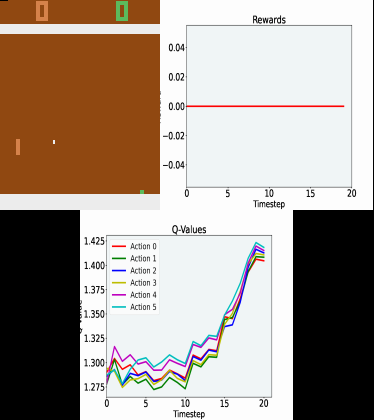 0 0
Rewards
0.04
0.02
0.00
−0.02
−0.04
0 5 10 15 20
Timestep
Q-Values
1.425
1.400
1.375
1.350
1.325
1.300
1.275
Action 0
Action 1
Action 2
Action 3
Action 4
Action 5
0 5 10 15 20
Timestep